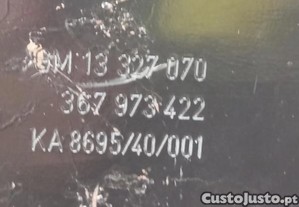 GM 13 327 070
367 973 422
KA 8695/40/001
CustoJusto.pt